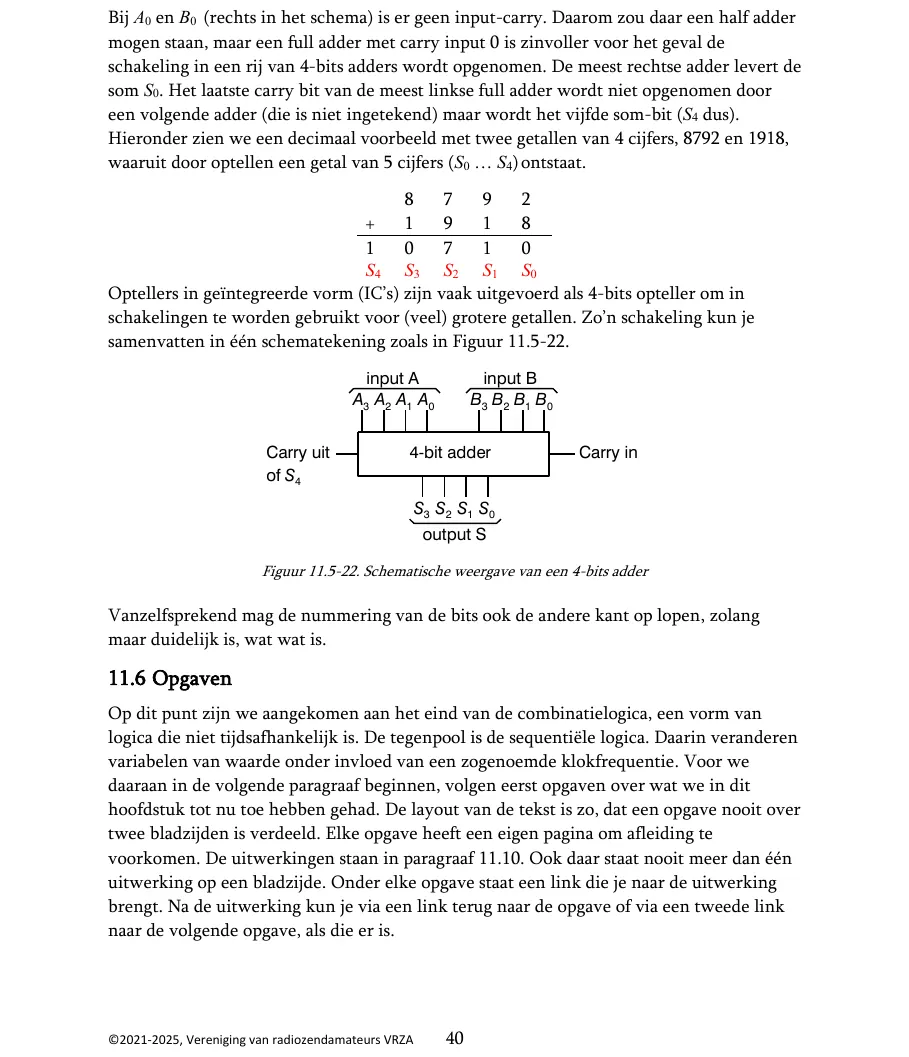 Bij A0 en B0 (rechts in het schema) is er geen input-carry. Daarom zou daar een half adder
mogen staan, maar een full adder met carry input 0 is zinvoller voor het geval de
schakeling in een rij van 4-bits adders wordt opgenomen. De meest rechtse adder levert de
som S0. Het laatste carry bit van de meest linkse full adder wordt niet opgenomen door
een volgende adder (die is niet ingetekend) maar wordt het vijfde som-bit (S4 dus).
Hieronder zien we een decimaal voorbeeld met twee getallen van 4 cijfers, 8792 en 1918,
waaruit door optellen een getal van 5 cijfers (S0 … S4) ontstaat.
8 7 9 2
+ 1 9 1 8
1 0 7 1 0
S4 S3 S2 S1 S0
Optellers in geïntegreerde vorm (IC’s) zijn vaak uitgevoerd als 4-bits opteller om in
schakelingen te worden gebruikt voor (veel) grotere getallen. Zo’n schakeling kun je
samenvatten in één schematekening zoals in Figuur 11.5-22.
input A input B
A3 A2 A1 A0 B3 B2 B1 B0
Carry uit 4-bit adder Carry in
of S4
S3 S2 S1 S0
output S
Figuur 11.5-22. Schematische weergave van een 4-bits adder
Vanzelfsprekend mag de nummering van de bits ook de andere kant op lopen, zolang
maar duidelijk is, wat wat is.
11.6 Opgaven
Op dit punt zijn we aangekomen aan het eind van de combinatielogica, een vorm van
logica die niet tijdsafhankelijk is. De tegenpool is de sequentiële logica. Daarin veranderen
variabelen van waarde onder invloed van een zogenoemde klokfrequentie. Voor we
daaraan in de volgende paragraaf beginnen, volgen eerst opgaven over wat we in dit
hoofdstuk tot nu toe hebben gehad. De layout van de tekst is zo, dat een opgave nooit over
twee bladzijden is verdeeld. Elke opgave heeft een eigen pagina om afleiding te
voorkomen. De uitwerkingen staan in paragraaf 11.10. Ook daar staat nooit meer dan één
uitwerking op een bladzijde. Onder elke opgave staat een link die je naar de uitwerking
brengt. Na de uitwerking kun je via een link terug naar de opgave of via een tweede link
naar de volgende opgave, als die er is.
©2021-2025, Vereniging van radiozendamateurs VRZA 40